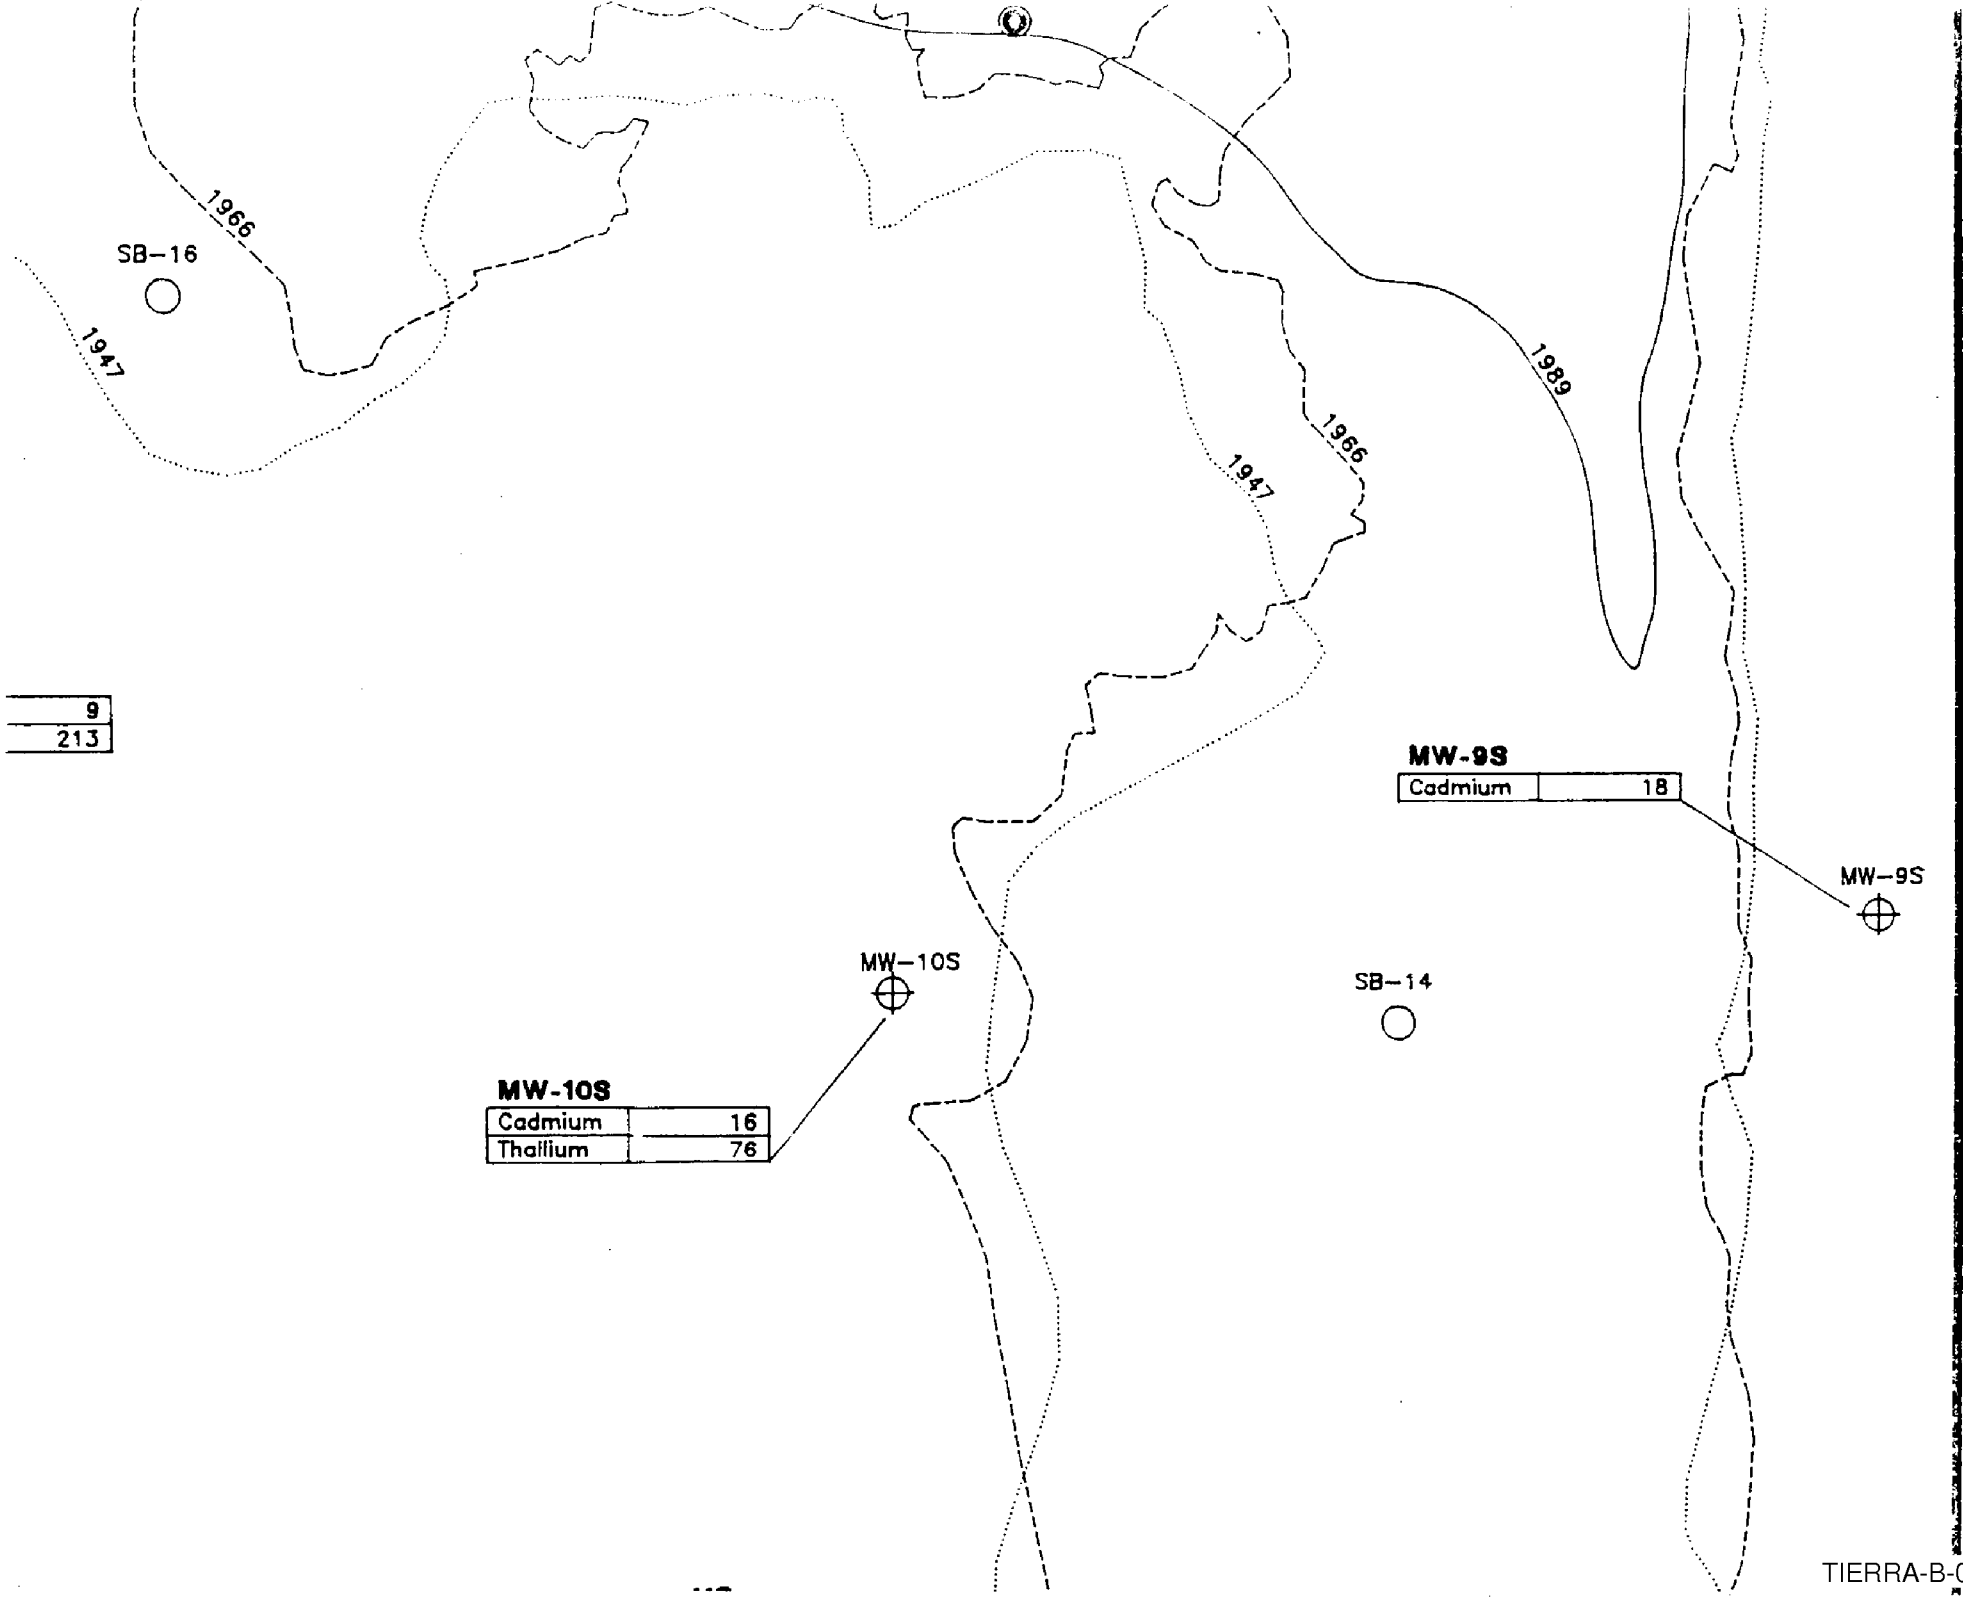 1966
SB-16
1947
1989
1966
1947
9
213
MW-9S
Cadmium 18
MW-9S
MW-10S
SB-14
MW-10S
Cadmium 16
Thallium 76
TIERRA-B-